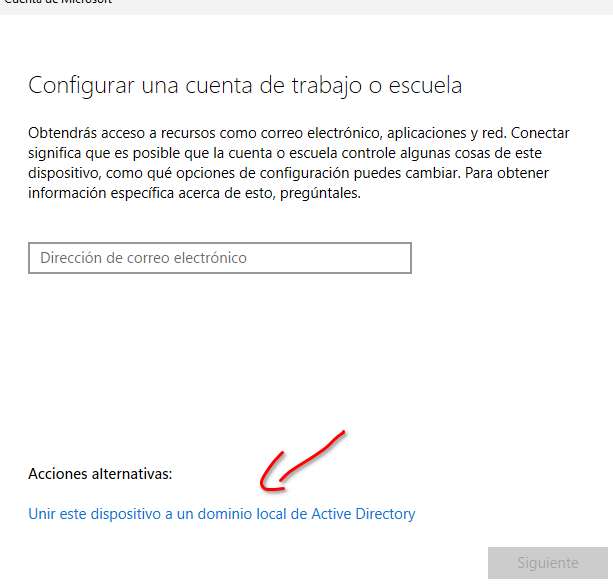 Cuenta de Microsoft
Configurar una cuenta de trabajo o escuela
Obtendrás acceso a recursos como correo electrónico, aplicaciones y red. Conectar
significa que es posible que la cuenta o escuela controle algunas cosas de este
dispositivo, como qué opciones de configuración puedes cambiar. Para obtener
información específica acerca de esto, pregúntales.
Dirección de correo electrónico
Acciones alternativas:
Unir este dispositivo a un dominio local de Active Directory
Siguiente